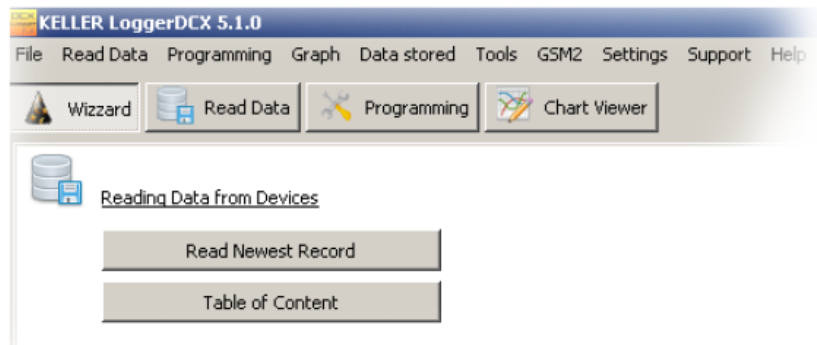 KELLER LoggerDCX 5.1.0
File Read Data Programming Graph Data stored Tools GSM2 Settings Support Help
Wizzard Read Data Programming Chart Viewer
Reading Data from Devices
Read Newest Record
Table of Content